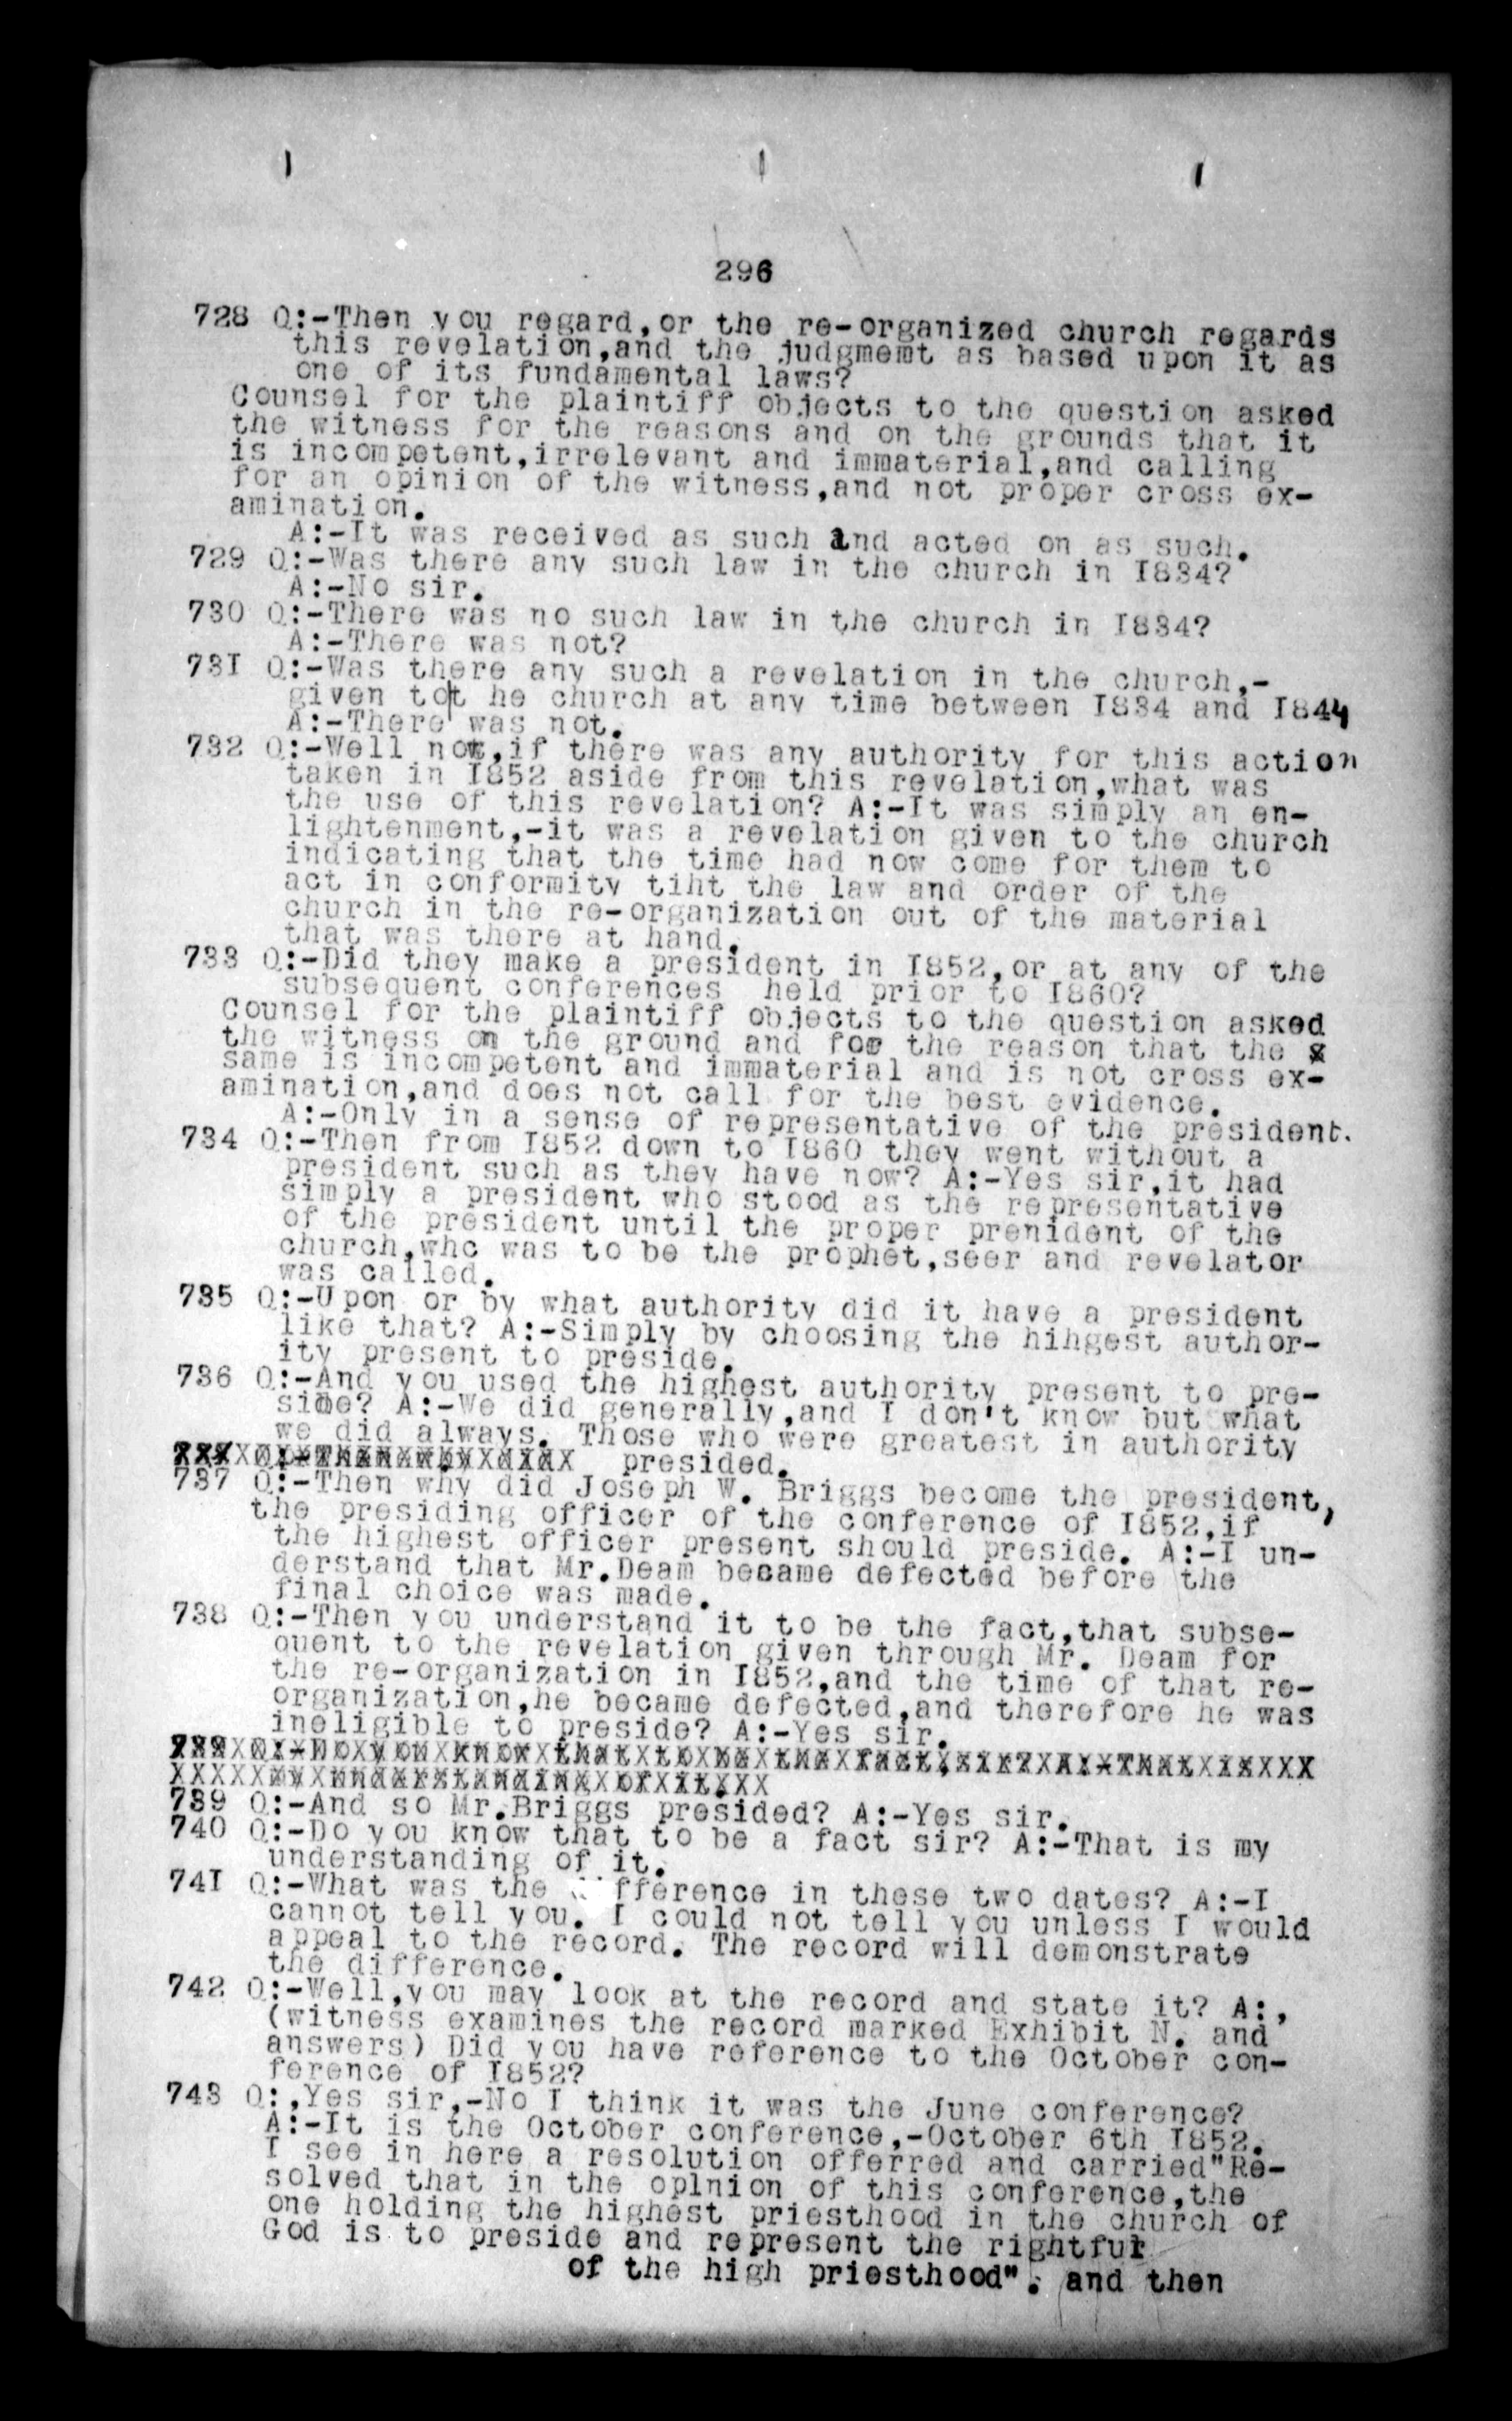 296
728 Q:-Then you regard,or the re-organized church regards
this revelation,and the judgmemt as based upon it as
one of its fundamental laws?
Counsel for the plaintiff objects to the question asked
the witness for the reasons and on the grounds that it
is incompetent,irrelevant and immaterial,and calling
for an opinion of the witness,and not proper cross ex-
amination.
A:-It was received as such and acted on as such.
729 Q:-Was there any such law in the church in I834?
A:-No sir.
730 Q:-There was no such law in the church in I834?
A:-There was not?
73I Q:-Was there any such a revelation in the church,-
given to|t he church at any time between I834 and I844
A:-There was not.
732 Q:-Well now,if there was any authority for this action
taken in I852 aside from this revelation,what was
the use of this revelation? A:-It was simply an en-
lightenment,-it was a revelation given to the church
indicating that the time had now come for them to
act in conformity tiht the law and order of the
church in the re-organization out of the material
that was there at hand.
733 Q:-Did they make a president in I852,or at any of the
subsequent conferences held prior to I860?
Counsel for the plaintiff objects to the question asked
the witness on the ground and for the reason that the x
same is incompetent and immaterial and is not cross ex-
amination,and does not call for the best evidence.
A:-Only in a sense of representative of the president.
734 Q:-Then from I852 down to I860 they went without a
president such as they have now? A:-Yes sir,it had
simply a president who stood as the representative
of the president until the proper prenident of the
church,who was to be the prophet,seer and revelator
was called.
735 Q:-Upon or by what authority did it have a president
like that? A:-Simply by choosing the hihgest author-
ity present to preside.
736 Q:-And you used the highest authority present to pre-
side? A:-We did generally,and I don't know but what
we did always. Those who were greatest in authority
presided.
737 Q:-Then why did Joseph W. Briggs become the president,
the presiding officer of the conference of I852,if
the highest officer present should preside. A:-I un-
derstand that Mr.Deam became defected before the
final choice was made.
738 Q:-Then you understand it to be the fact,that subse-
quent to the revelation given through Mr. Deam for
the re-organization in I852,and the time of that re-
organization,he became defected,and therefore he was
ineligible to preside? A:-Yes sir.
739 Q:-And so Mr.Briggs presided? A:-Yes sir.
740 Q:-Do you know that to be a fact sir? A:-That is my
understanding of it.
74I Q:-What was the difference in these two dates? A:-I
cannot tell you. I could not tell you unless I would
appeal to the record. The record will demonstrate
the difference.
742 Q:-Well,you may look at the record and state it? A:,
(witness examines the record marked Exhibit N. and
answers) Did you have reference to the October con-
ference of I852?
743 Q:,Yes sir,-No I think it was the June conference?
A:-It is the October conference,-October 6th I852.
I see in here a resolution offerred and carried"Re-
solved that in the opinion of this conference,the
one holding the highest priesthood in the church of
God is to preside and represent the rightful
of the high priesthood". and then